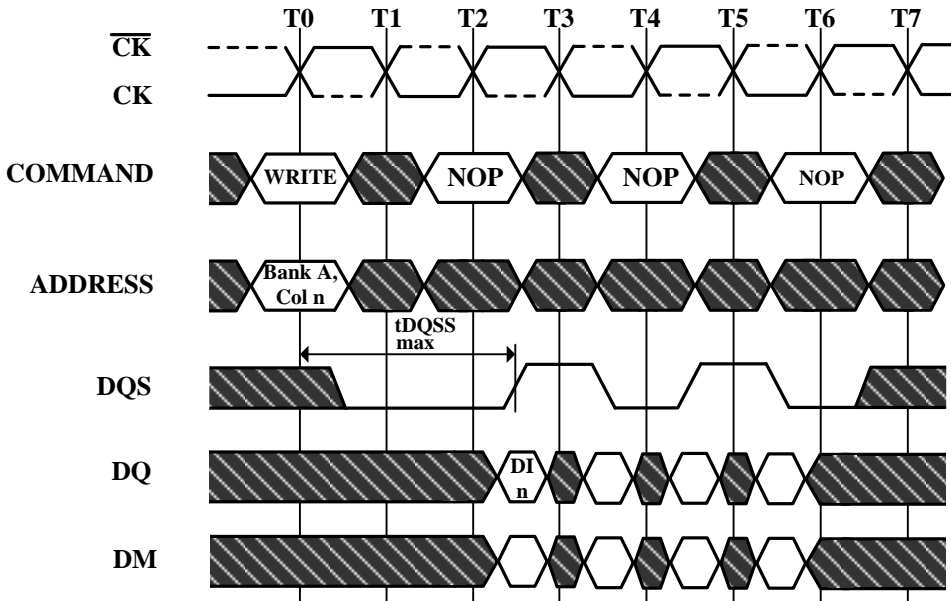 T0 T1 T2 T3 T4 T5 T6 T7
CK
CK
COMMAND WRITE NOP NOP NOP
ADDRESS Bank A,
Col n
tDQSS
max
DQS
DQ DI
n
DM